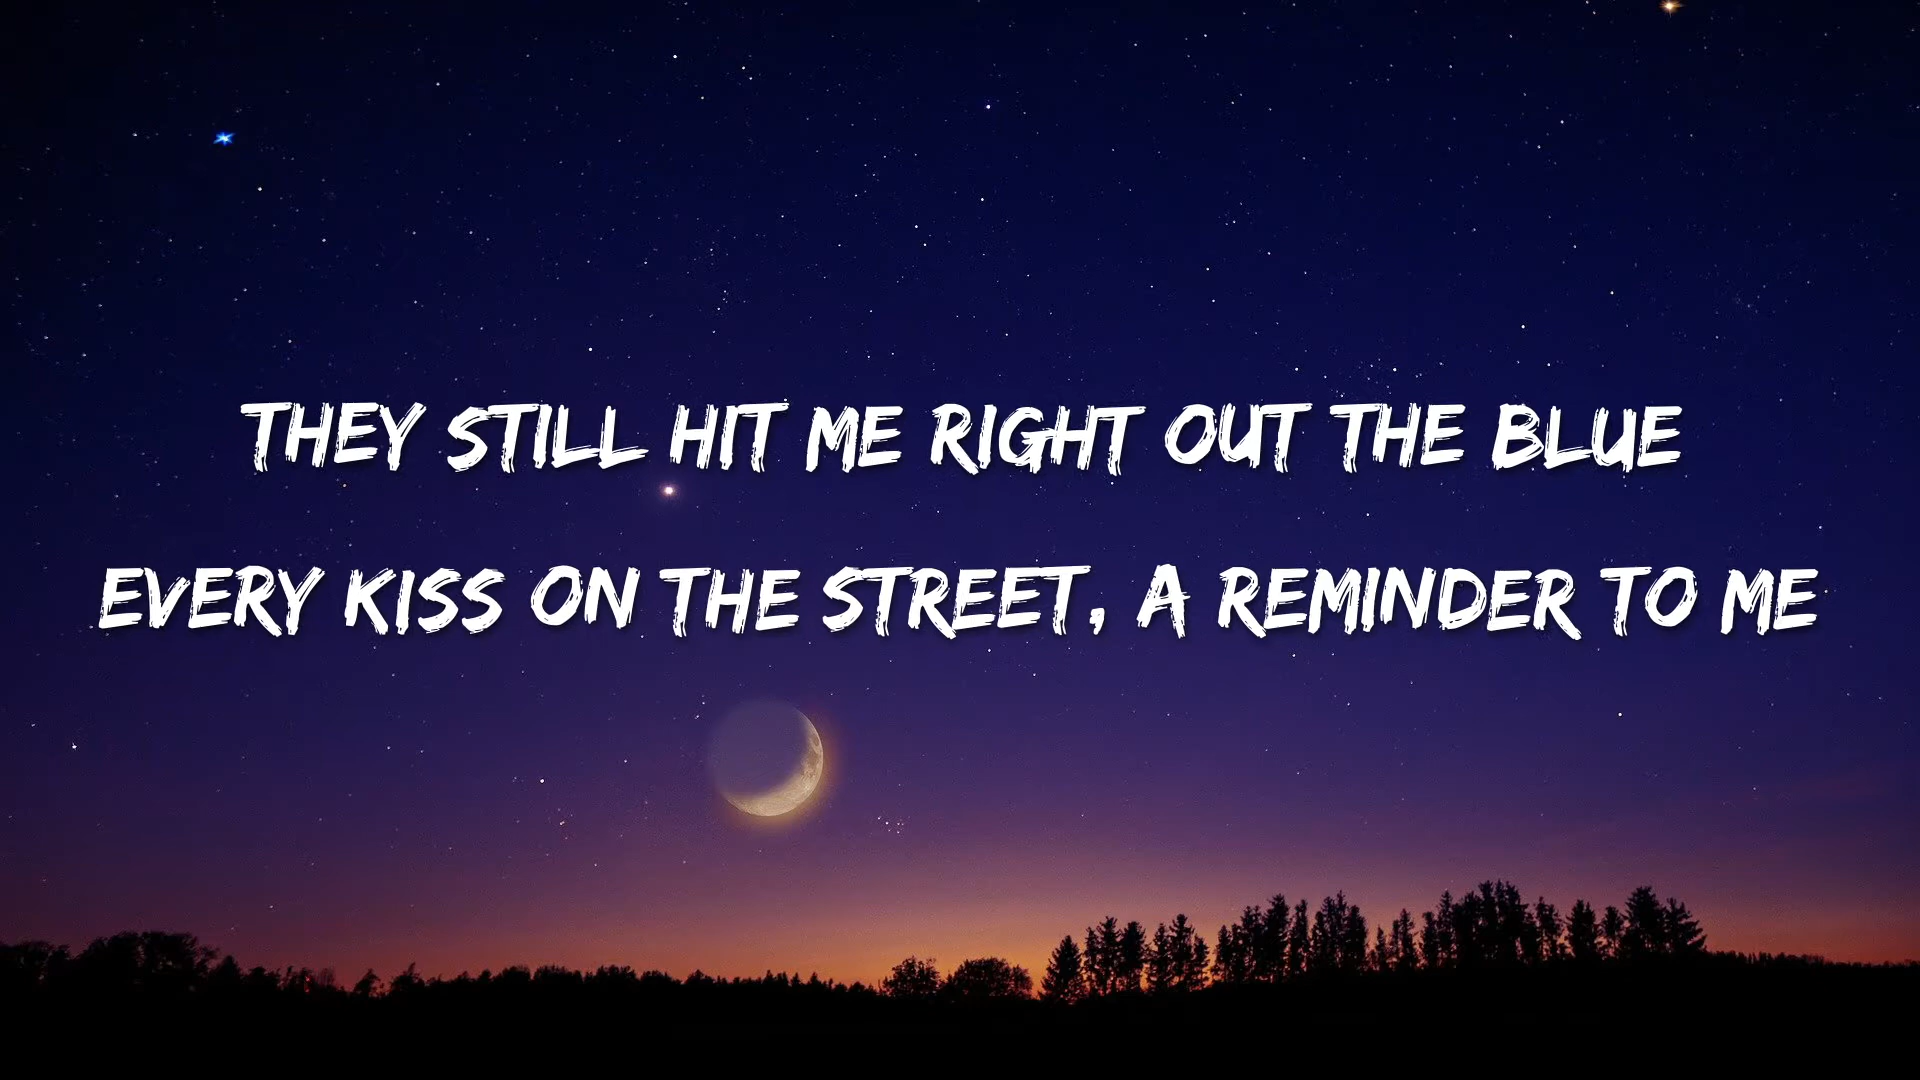 THEY STILL HIT ME RIGHT OUT THE BLUE
EVERY KISS ON THE STREET, A REMINDER TO ME